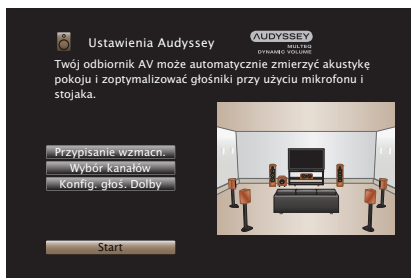 Ustawienia Audyssey
AUDYSSEY
MULTEQ
DYNAMIC VOLUME
Twój odbiornik AV może automatycznie zmierzyć akustykę
pokoju i zoptymalizować głośniki przy użyciu mikrofonu i
stojaka.
Przypisanie wzmacn.
Wybór kanałów
Konfig. głoś. Dolby
Start